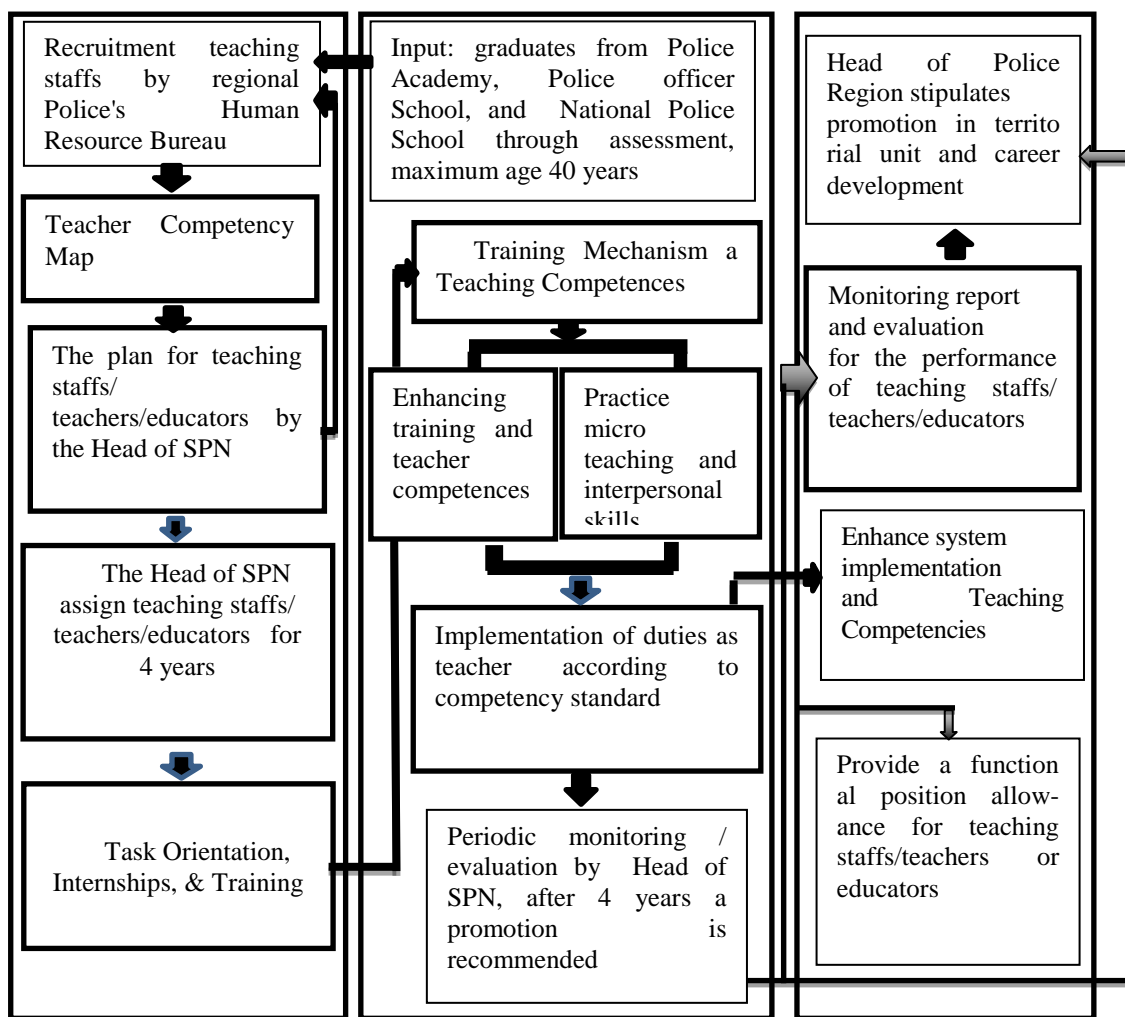 Recruitment teaching
staffs by regional
Police's Human
Resource Bureau
Teacher Competency
Map
The plan for teaching
staffs/
teachers/educators by
the Head of SPN
The Head of SPN
assign teaching staffs/
teachers/educators for
4 years
Task Orientation,
Internships, & Training
Input: graduates from Police
Academy, Police officer
School, and National Police
School through assessment,
maximum age 40 years
Training Mechanism a
Teaching Competences
Enhancing
training and
teacher
competences
Practice
micro
teaching and
interpersonal
skills
Implementation of duties as
teacher according to
competency standard
Periodic monitoring /
evaluation by Head of
SPN, after 4 years a
promotion is
recommended
Head of Police
Region stipulates
promotion in territo
rial unit and career
development
Monitoring report
and evaluation
for the performance
of teaching staffs/
teachers/educators
Enhance system
implementation
and Teaching
Competencies
Provide a function
al position allow-
ance for teaching
staffs/teachers or
educators